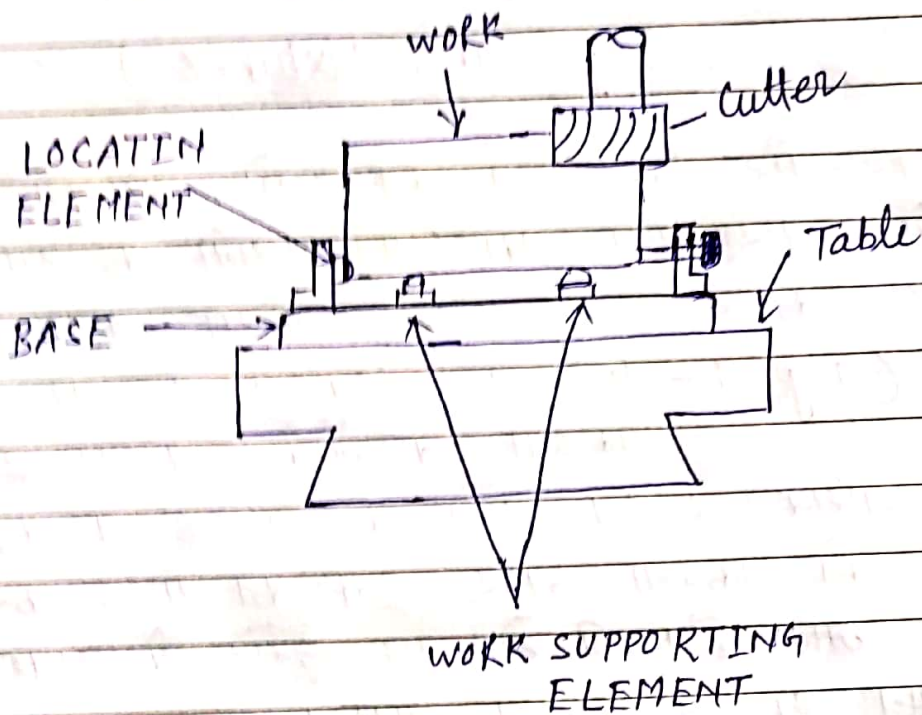 WORK
Cutter
LOCATIN
ELEMENT
Table
BASE
WORK SUPPORTING
ELEMENT